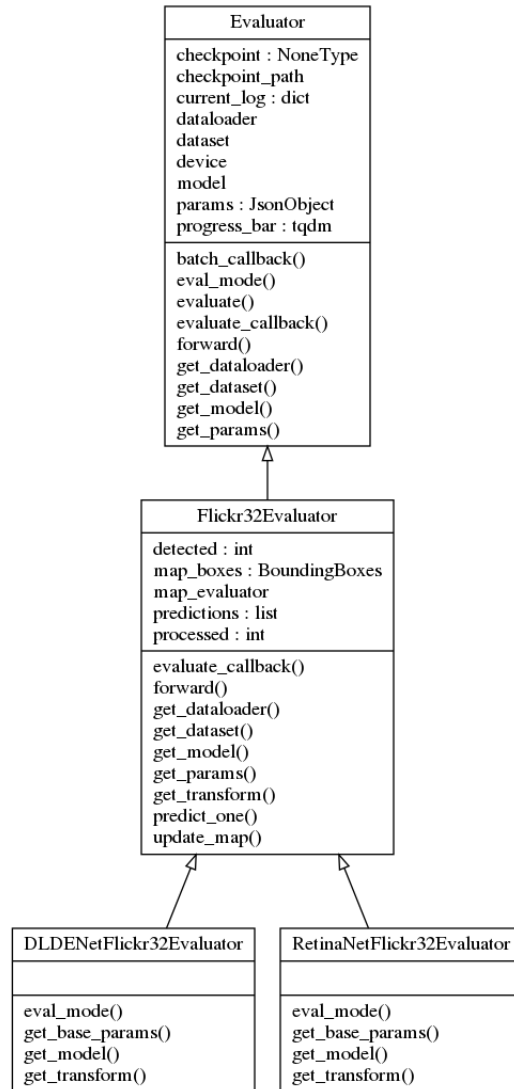 Evaluator
checkpoint : NoneType
checkpoint_path
current_log : dict
dataloader
dataset
device
model
params : JsonObject
progress_bar : tqdm
batch_callback()
eval_mode()
evaluate()
evaluate_callback()
forward()
get_dataloader()
get_dataset()
get_model()
get_params()
Flickr32Evaluator
detected : int
map_boxes : BoundingBoxes
map_evaluator
predictions : list
processed : int
evaluate_callback()
forward()
get_dataloader()
get_dataset()
get_model()
get_params()
get_transform()
predict_one()
update_map()
DLDENetFlickr32Evaluator
eval_mode()
get_base_params()
get_model()
get_transform()
RetinaNetFlickr32Evaluator
eval_mode()
get_base_params()
get_model()
get_transform()